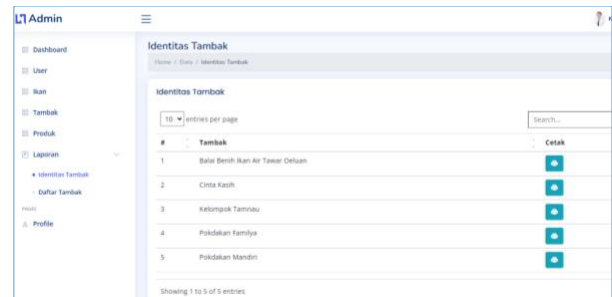 Admin
Identitas Tambak
Home / Data / Identitas Tambak
Dashboard
User
Ikan
Tambak
Produk
Laporan
Identitas Tambak
Daftar Tambak
PAGES
Profile
Identitas Tambak
10 entries per page
Search...
# Tambak Cetak
1 Balai Benih Ikan Air Tawar Oeluan
2 Cinta Kasih
3 Kelompok Tamnau
4 Pokdakan Familya
5 Pokdakan Mandiri
Showing 1 to 5 of 5 entries